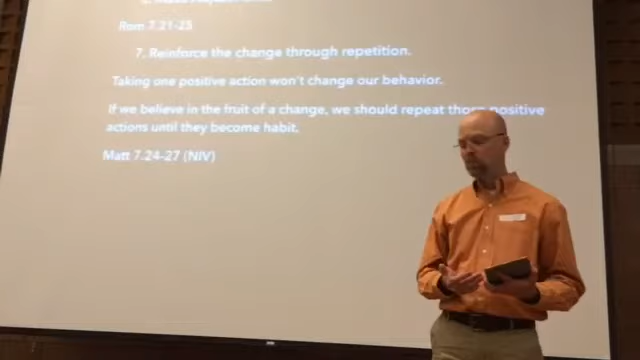 Rom 7.21-25
7. Reinforce the change through repetition.
Taking one positive action won't change our behavior.
If we believe in the fruit of a change, we should repeat those positive
actions until they become habit.
Matt 7.24-27 (NIV)